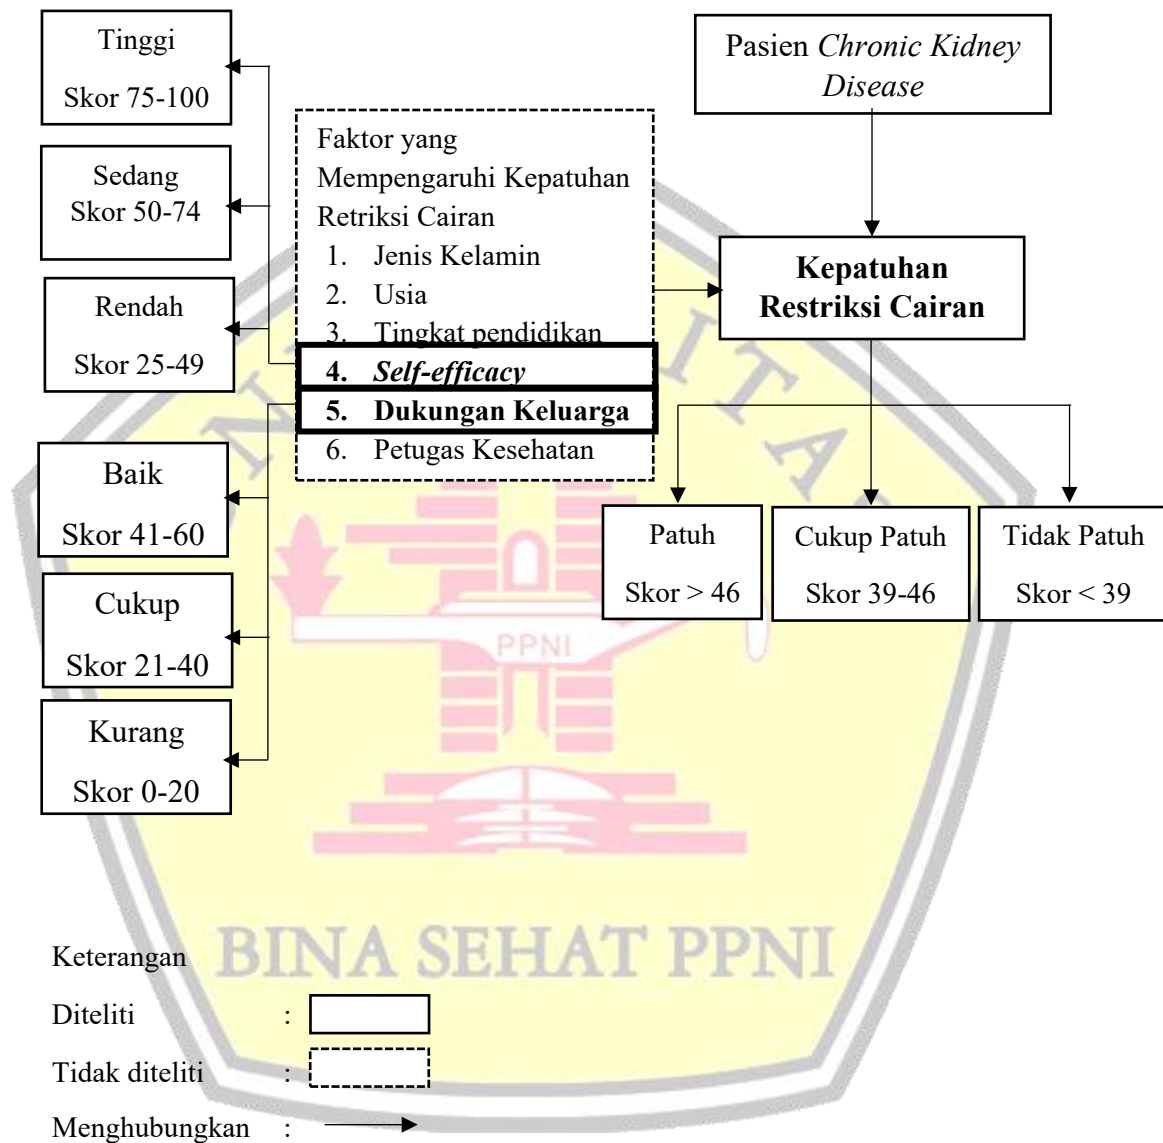 Tinggi
Skor 75-100
Sedang
Skor 50-74
Rendah
Skor 25-49
Baik
Skor 41-60
Cukup
Skor 21-40
Kurang
Skor 0-20
Faktor yang
Mempengaruhi Kepatuhan
Retriksi Cairan
1. Jenis Kelamin
2. Usia
3. Tingkat pendidikan
4. Self-efficacy
5. Dukungan Keluarga
6. Petugas Kesehatan
Pasien Chronic Kidney
Disease
Kepatuhan
Restriksi Cairan
Patuh
Skor > 46
Cukup Patuh
Skor 39-46
Tidak Patuh
Skor < 39
PPNI
BINA SEHAT PPNI
Keterangan
Diteliti :
Tidak diteliti :
Menghubungkan :